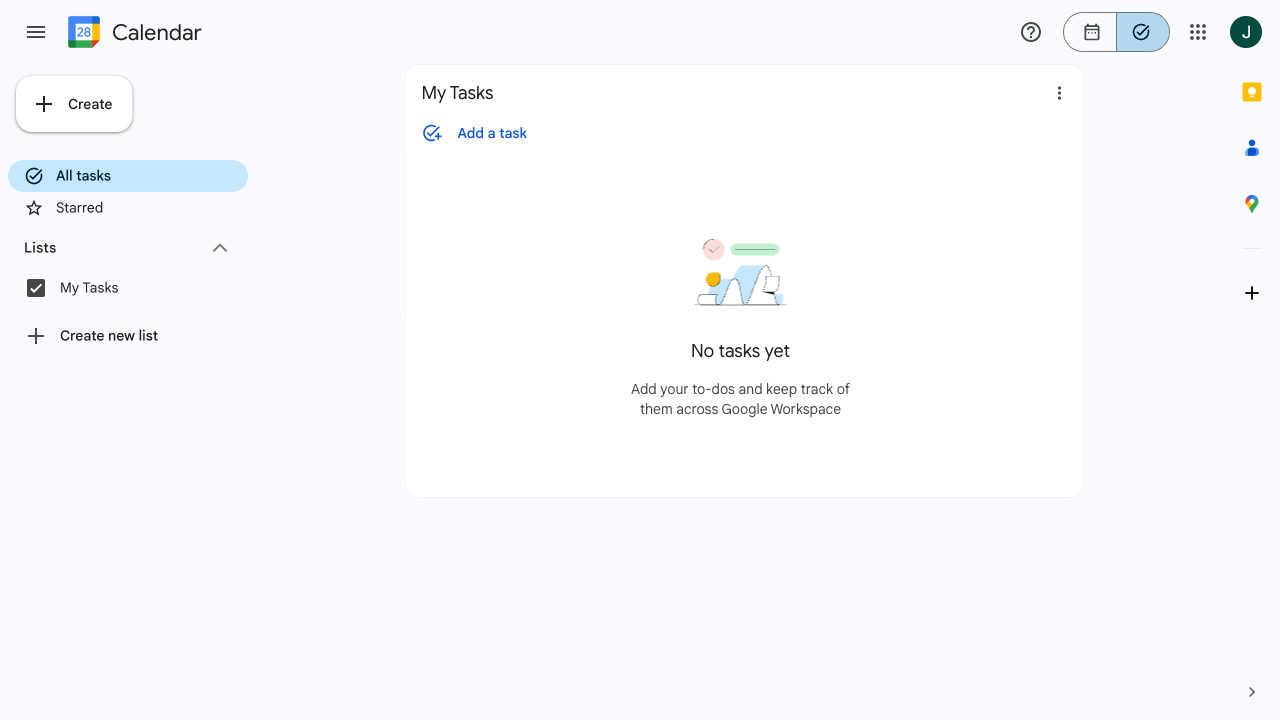 28
Calendar
J
Create
All tasks
Starred
Lists
My Tasks
Create new list
My Tasks
Add a task
No tasks yet
Add your to-dos and keep track of
them across Google Workspace